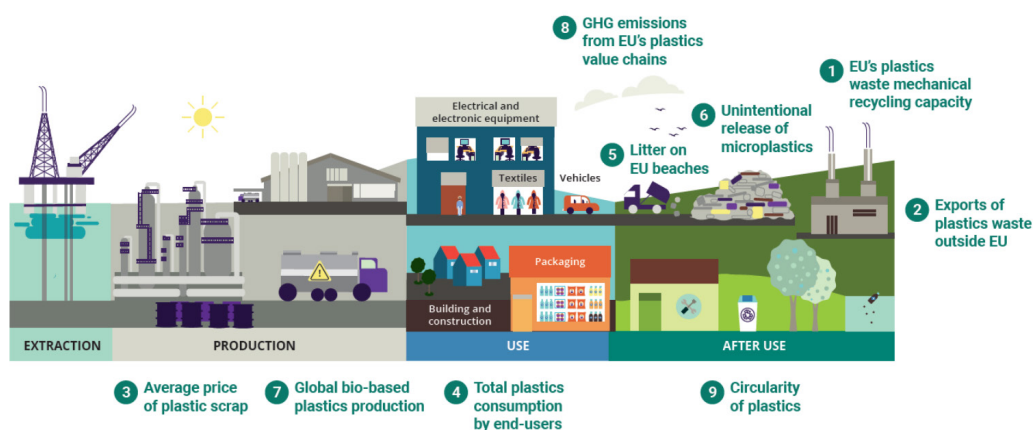 8 GHG emissions
from EU's plastics
value chains
1 EU's plastics
waste mechanical
recycling capacity
Electrical and
electronic equipment
6 Unintentional
release of
microplastics
5 Litter on
EU beaches
Textiles
Vehicles
2 Exports of
plastics waste
outside EU
Packaging
Building and
construction
EXTRACTION
PRODUCTION
USE
AFTER USE
3 Average price
of plastic scrap
7 Global bio-based
plastics production
4 Total plastics
consumption
by end-users
9 Circularity
of plastics